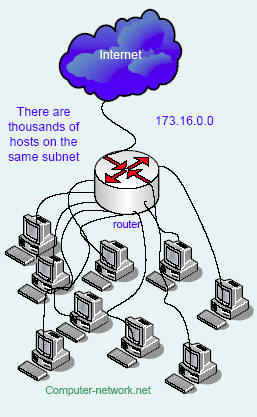 Internet
There are
thousands of
hosts on the
same subnet
173.16.0.0
router
Computer-network.net